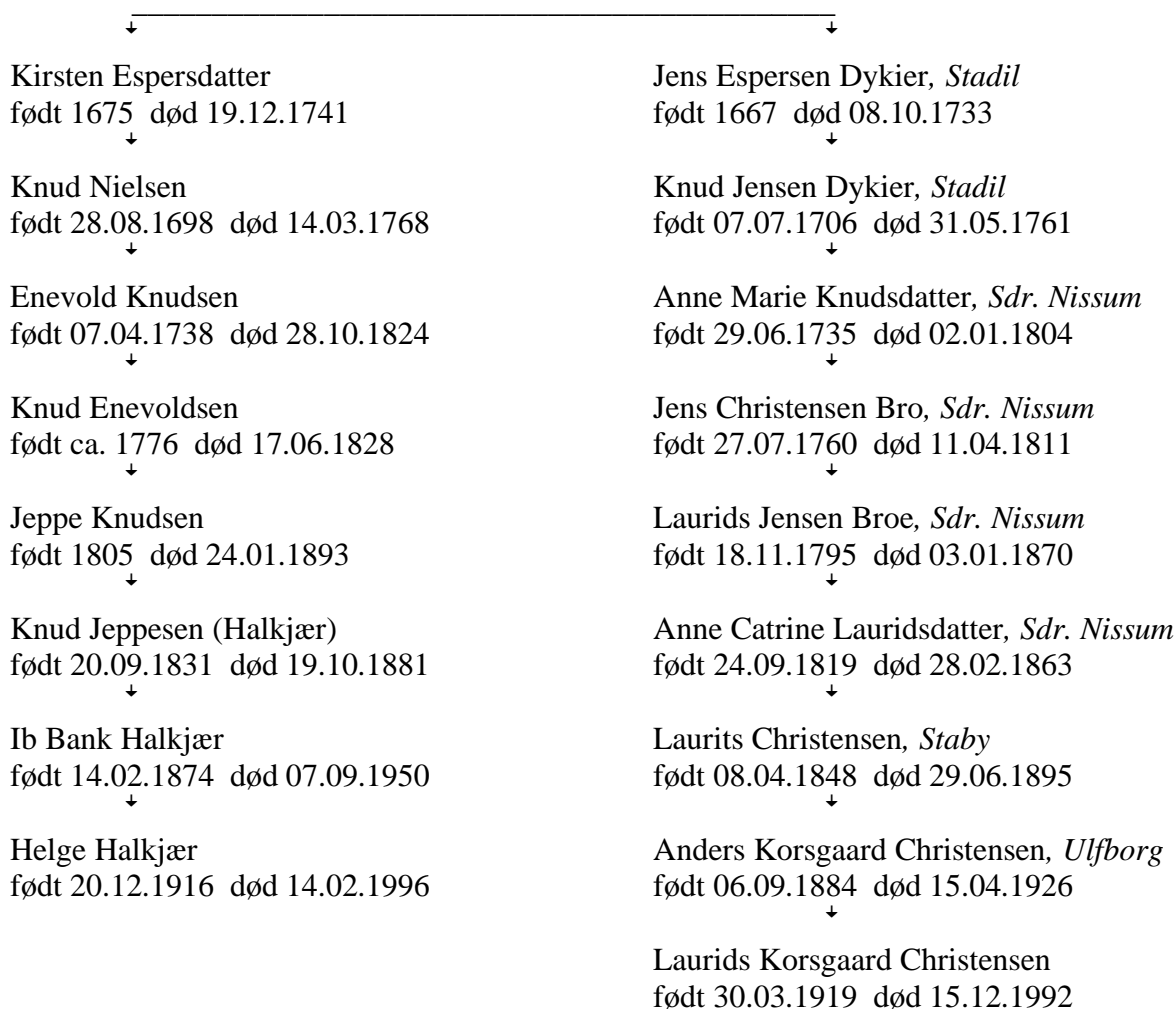 Kirsten Espersdatter
født 1675 død 19.12.1741
Knud Nielsen
født 28.08.1698 død 14.03.1768
Enevold Knudsen
født 07.04.1738 død 28.10.1824
Knud Enevoldsen
født ca. 1776 død 17.06.1828
Jeppe Knudsen
født 1805 død 24.01.1893
Knud Jeppesen (Halkjær)
født 20.09.1831 død 19.10.1881
Ib Bank Halkjær
født 14.02.1874 død 07.09.1950
Helge Halkjær
født 20.12.1916 død 14.02.1996
Jens Espersen Dykier, Stadil
født 1667 død 08.10.1733
Knud Jensen Dykier, Stadil
født 07.07.1706 død 31.05.1761
Anne Marie Knudsdatter, Sdr. Nissum
født 29.06.1735 død 02.01.1804
Jens Christensen Bro, Sdr. Nissum
født 27.07.1760 død 11.04.1811
Laurids Jensen Broe, Sdr. Nissum
født 18.11.1795 død 03.01.1870
Anne Catrine Lauridsdatter, Sdr. Nissum
født 24.09.1819 død 28.02.1863
Laurits Christensen, Staby
født 08.04.1848 død 29.06.1895
Anders Korsgaard Christensen, Ulfborg
født 06.09.1884 død 15.04.1926
Laurids Korsgaard Christensen
født 30.03.1919 død 15.12.1992